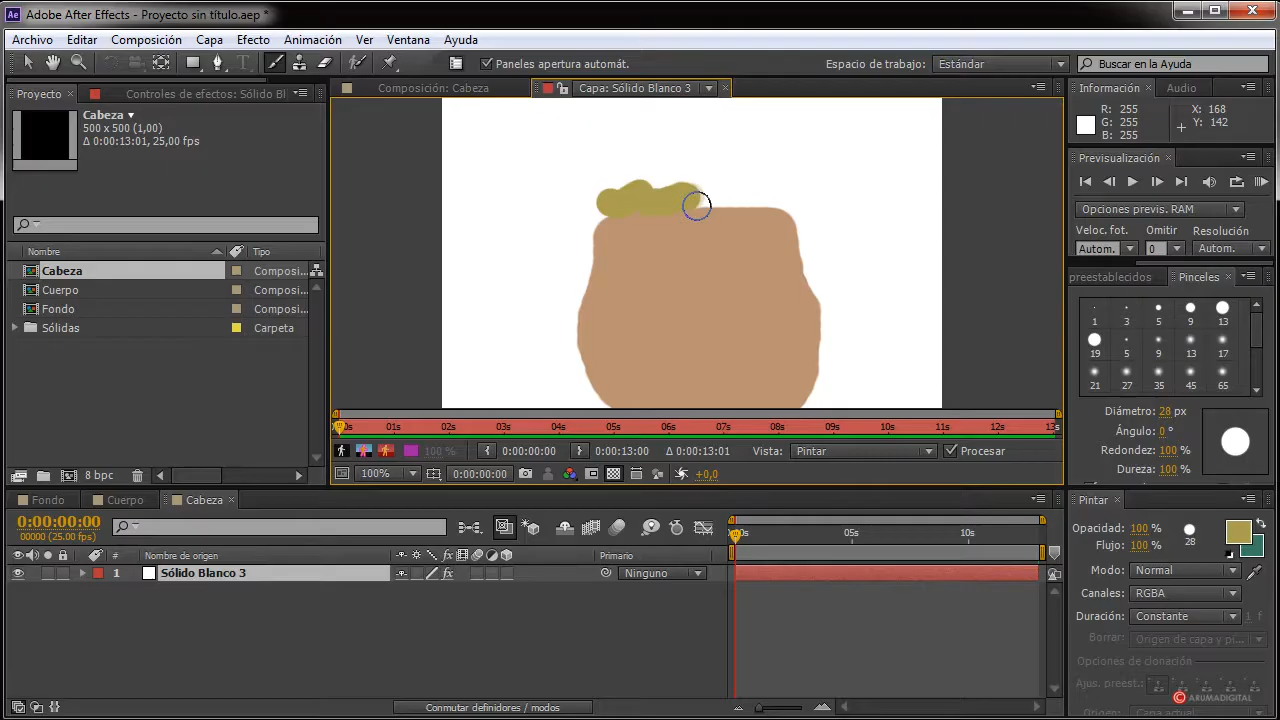 Adobe After Effects - Proyecto sin título.aep *
Archivo Editar Composición Capa Efecto Animación Ver Ventana Ayuda
Paneles apertura automát. Espacio de trabajo: Estándar Buscar en la Ayuda
Proyecto Controles de efectos: Sólido Bl Composición: Cabeza Capa: Sólido Blanco 3 Información Audio
Cabeza
500 x 500 (1,00)
Δ 0:00:13:01, 25,00 fps
R: 255 X: 168
G: 255 Y: 142
B: 255
Previsualización
Opciones previs. RAM
Veloc. fot. Omitir Resolución
Autom. 0 Autom.
Nombre Tipo
Cabeza Composi...
Cuerpo Composi...
Fondo Composi...
Sólidas Carpeta
preestablecidos Pinceles
1 3 5 9 13
19 5 9 13 17
21 27 35 45 65
Diámetro: 28 px
Ángulo: 0 °
Redondez: 100 %
Dureza: 100 %
01s 02s 03s 04s 05s 06s 07s 08s 09s 10s 11s 12s 13s
100 % 0:00:00:00 0:00:13:00 Δ 0:00:13:01 Vista: Pintar Procesar
8 bpc 100% 0:00:00:00 +0,0
Fondo Cuerpo Cabeza
0:00:00:00
00000 (25.00 fps)
05s 10s
# Nombre de origen Primario
1 Sólido Blanco 3 Ninguno
Conmutar definidores / modos
Pintar
Opacidad: 100 %
Flujo: 100 % 28
Modo: Normal
Canales: RGBA
Duración: Constante 1 f
Borrar: Origen de capa y pi...
Opciones de clonación
Ajus. preest.:
ARUMADIGITAL
Origen: Capa actual